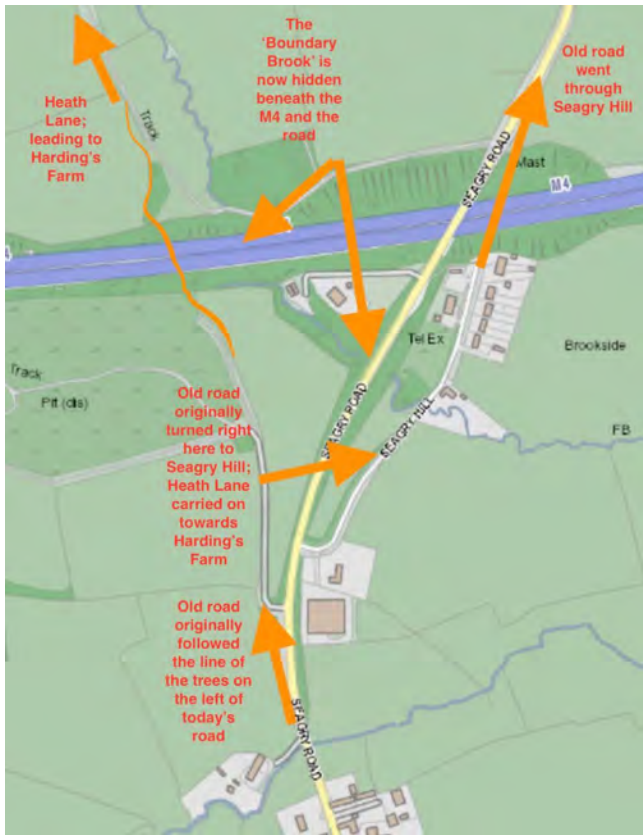 The
‘Boundary
Brook’ is
now hidden
beneath the
M4 and the
road
Old road
went
through
Seagry Hill
Heath
Lane;
leading to
Harding’s
Farm
Track
SEAGRY ROAD
Mast
M4
Tel Ex
Brookside
Track
Pitt (dis)
SEAGRY ROAD
SEAGRY HILL
FB
Old road
originally
turned right
here to
Seagry Hill;
Heath Lane
carried on
towards
Harding’s
Farm
Old road
originally
followed
the line of
the trees on
the left of
today’s
road
SEAGRY ROAD